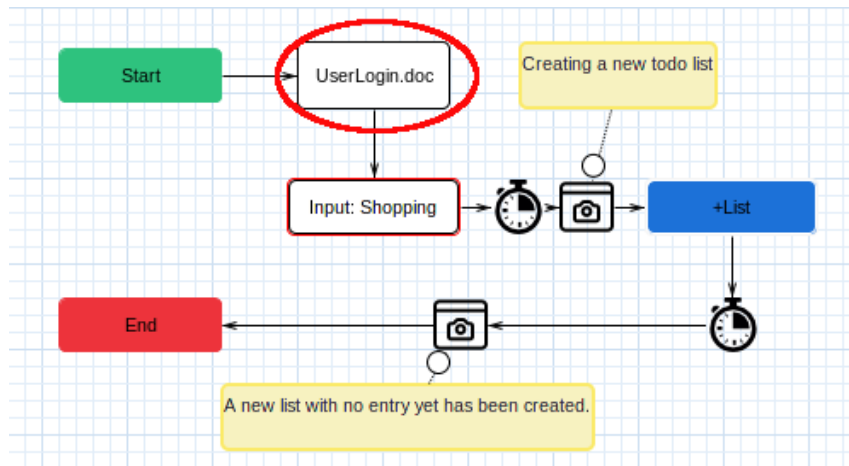 Start
UserLogin.doc
Creating a new todo list
Input: Shopping
+List
End
A new list with no entry yet has been created.